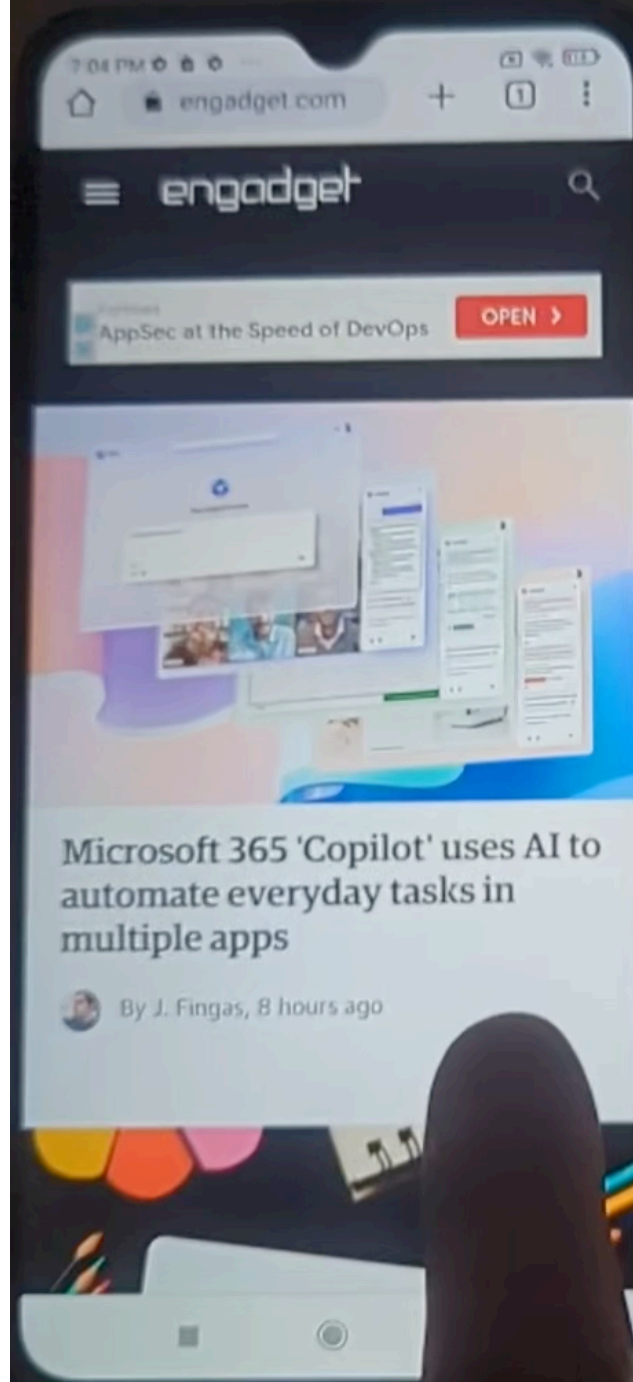 7:04 PM
engadget.com
1
engadget
AppSec at the Speed of DevOps
OPEN
Microsoft 365 'Copilot' uses AI to
automate everyday tasks in
multiple apps
By J. Fingas, 8 hours ago